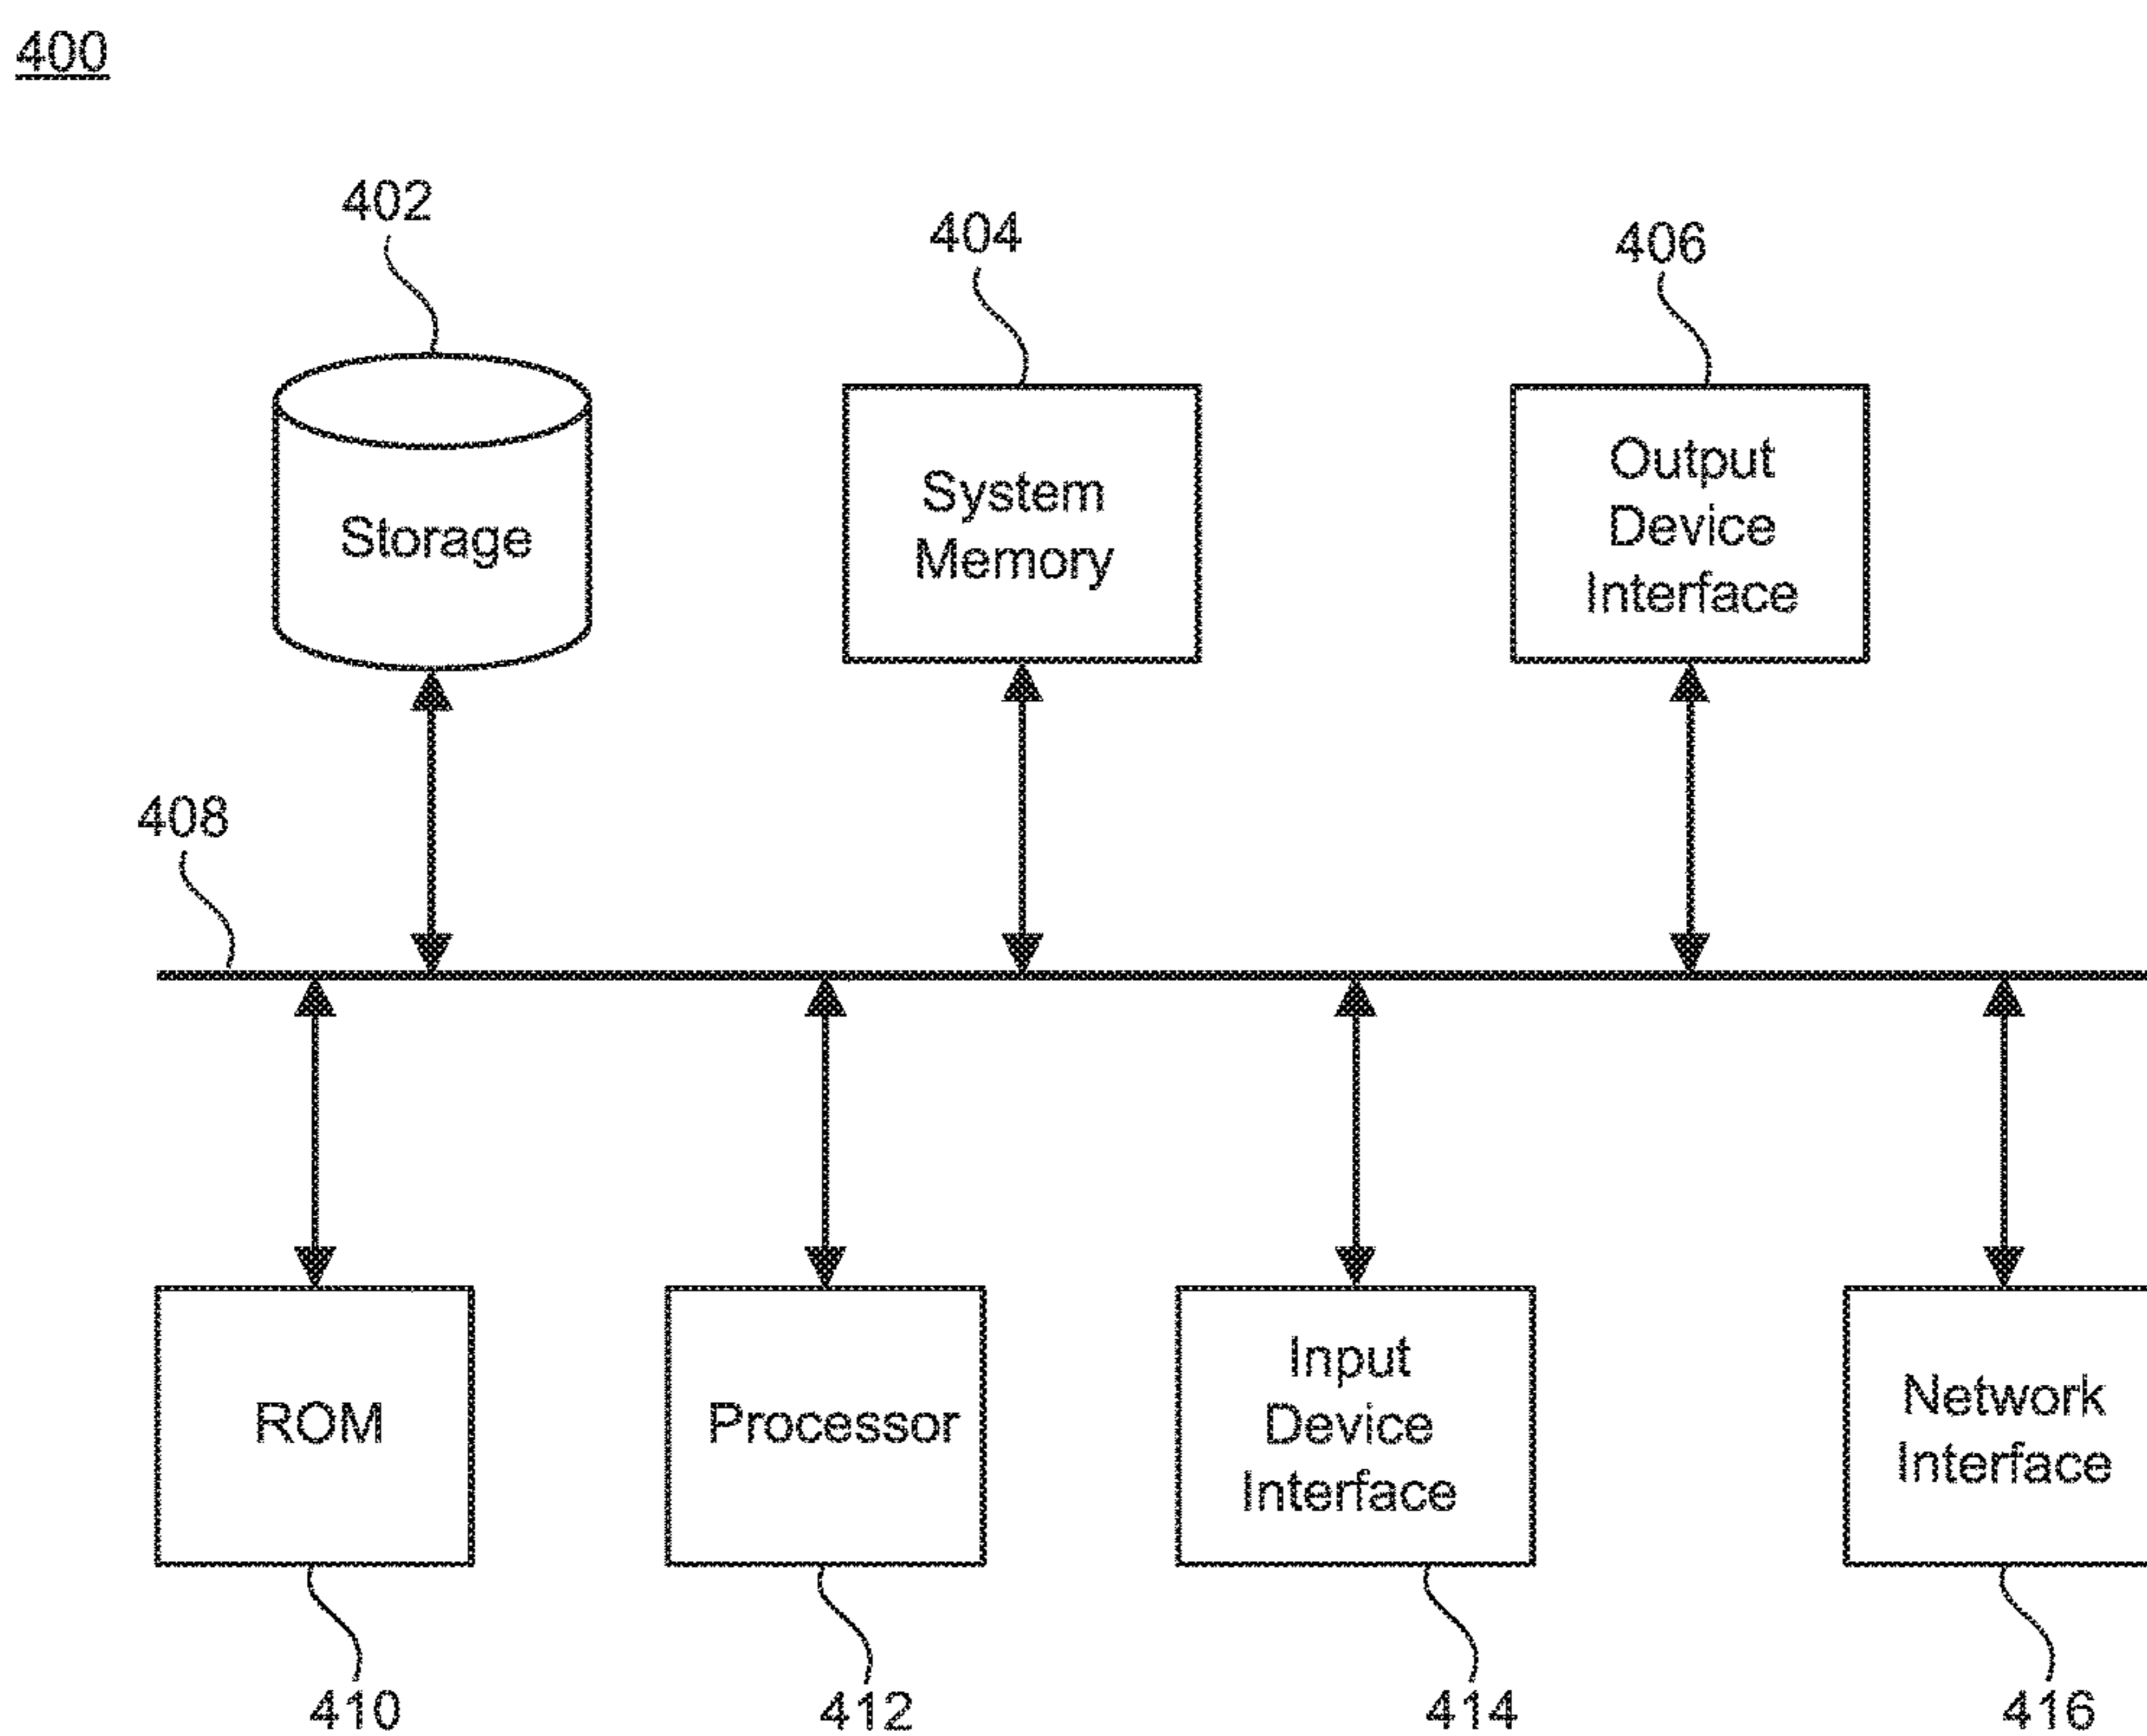 400
402
404
406
Storage
System
Memory
Output
Device
Interface
408
ROM
Processor
Input
Device
Interface
Network
Interface
410
412
414
416